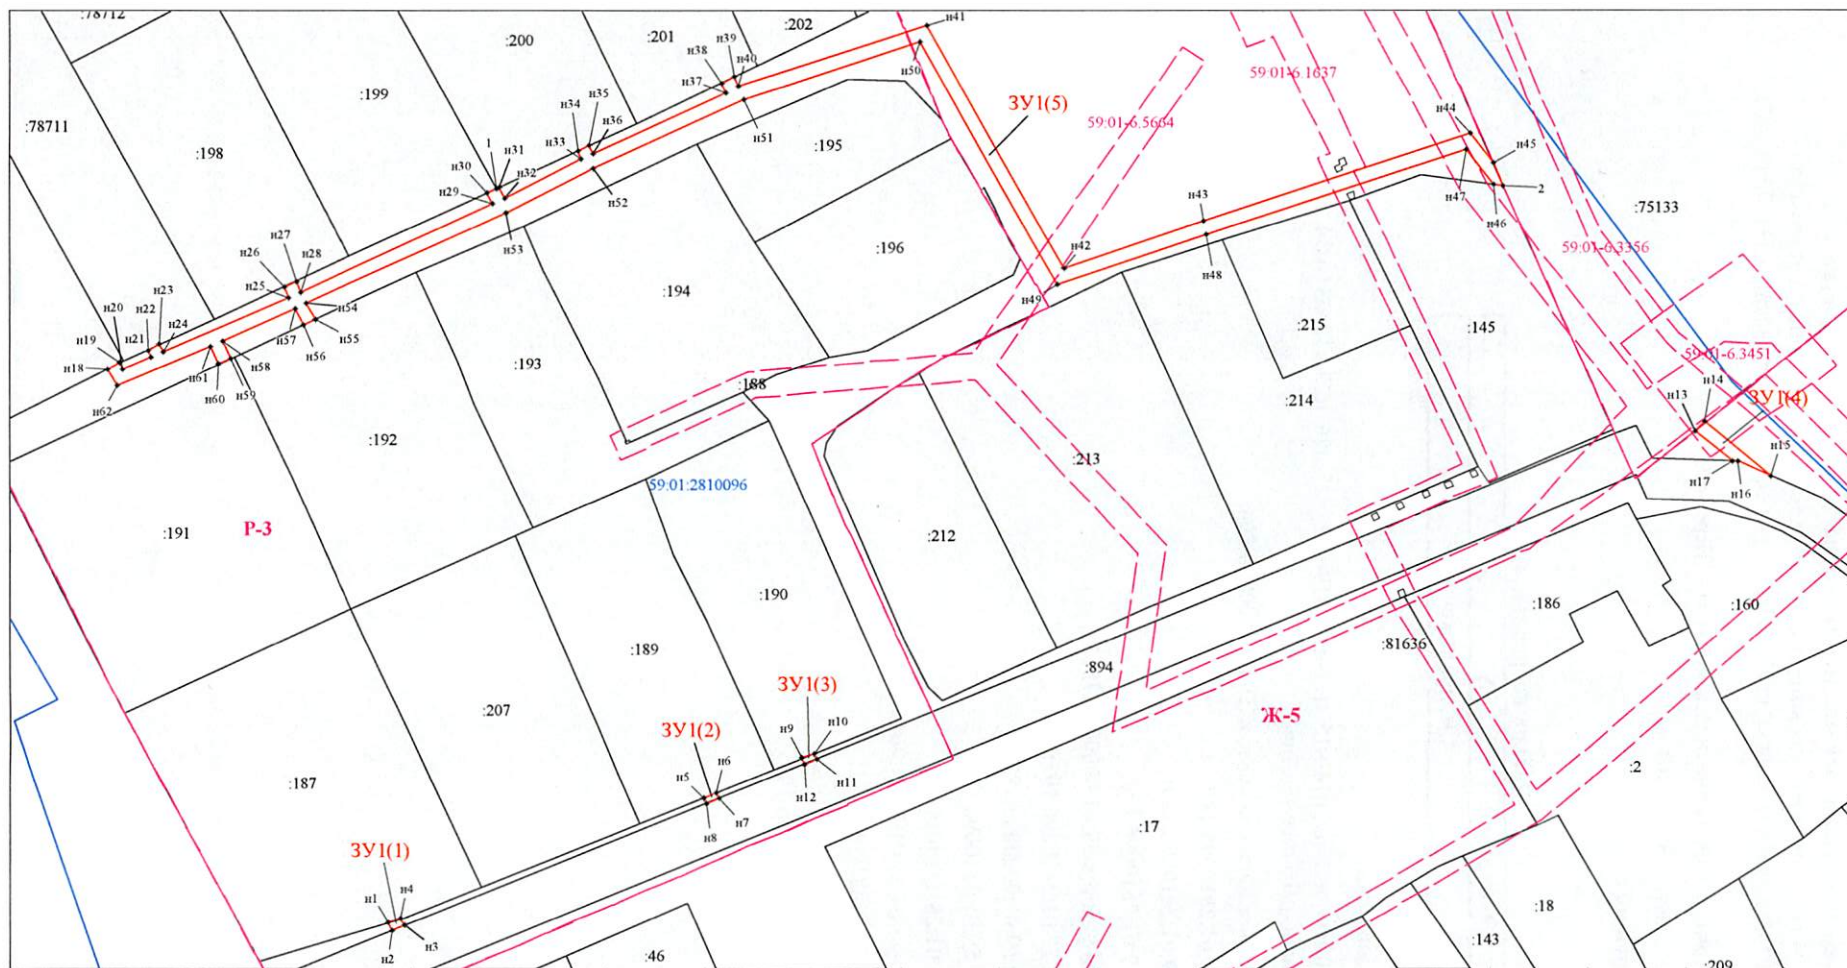 :78712
:202
н41
:201
:200
н39
н38
н40
н50
59:01-6.1637
:199
н37
ЗУ1(5)
:78711
н35
н34
н36
н51
59:01-6.5664
н44
:198
1
н31
н33
:195
н45
н30
н32
н29
н52
2
н47
н46
:75133
н43
н27
н26
н28
н53
:196
н42
59:01-6.3356
н48
н25
н54
:194
н49
н23
н20
н22
н24
н19
н21
н57
н55
:215
:145
н56
н58
59:01-6.3451
н18
н61
н59
:193
н60
:188
н62
:214
н14
н13
ЗУ1(4)
:192
:213
59:01:2810096
н15
н17
н16
:191
Р-3
:212
:190
:186
:160
:189
:81636
:894
ЗУ1(3)
:207
Ж-5
ЗУ1(2)
н9
н10
:187
н5
н6
н11
н12
:2
н7
н8
:17
ЗУ1(1)
н4
н1
:18
н3
н2
:143
:46
:209